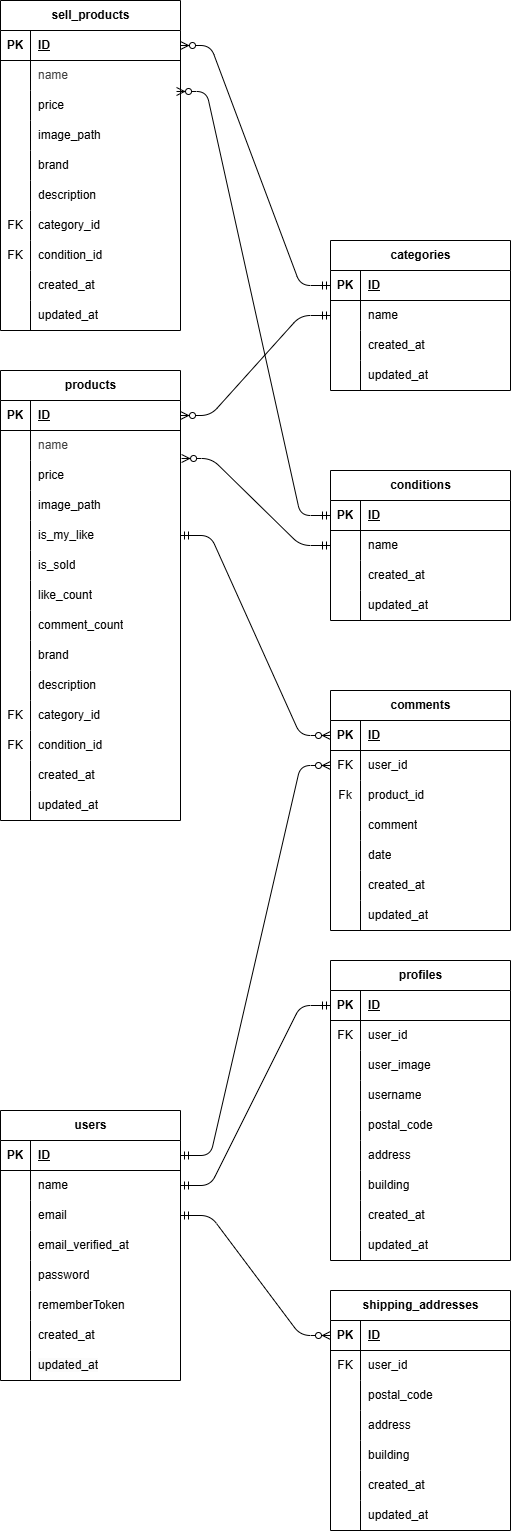 sell_products
PK ID
name
price
image_path
brand
description
FK category_id
FK condition_id
created_at
updated_at
categories
PK ID
name
created_at
updated_at
products
PK ID
name
price
image_path
is_my_like
is_sold
like_count
comment_count
brand
description
FK category_id
FK condition_id
created_at
updated_at
conditions
PK ID
name
created_at
updated_at
comments
PK ID
FK user_id
Fk product_id
comment
date
created_at
updated_at
profiles
PK ID
FK user_id
user_image
username
postal_code
address
building
created_at
updated_at
users
PK ID
name
email
email_verified_at
password
rememberToken
created_at
updated_at
shipping_addresses
PK ID
FK user_id
postal_code
address
building
created_at
updated_at